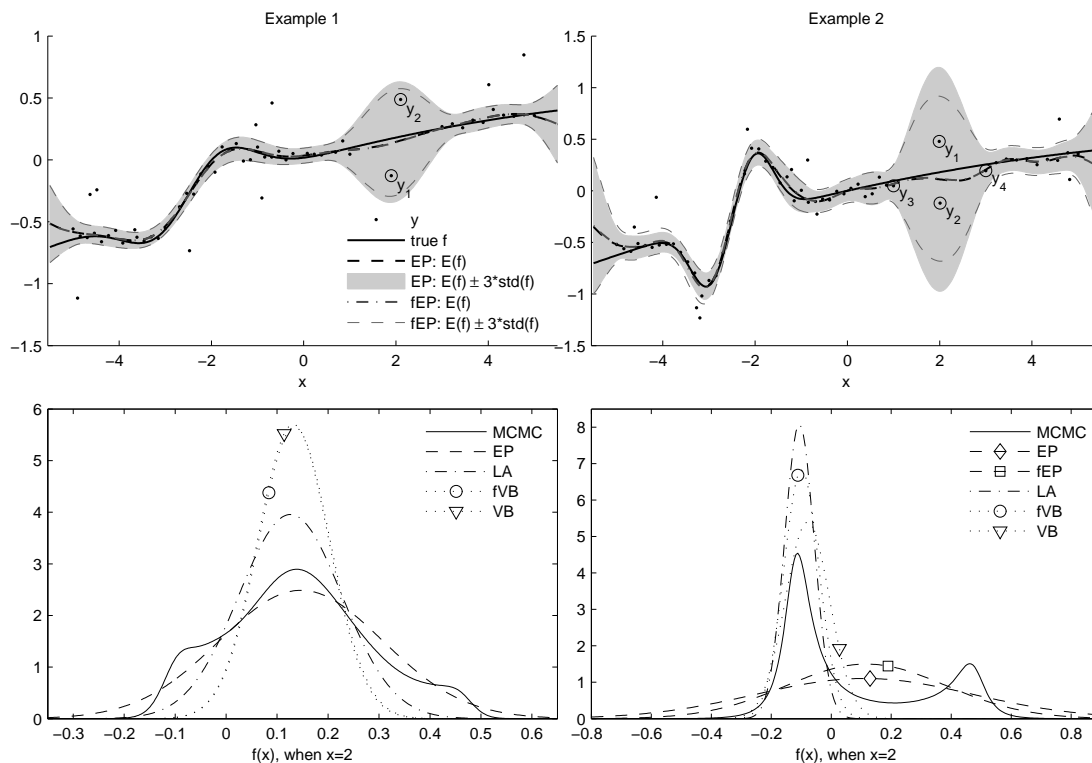 Example 1
1
0.5
0
−0.5
−1
−1.5
−4
−2
0
2
4
x
y2
y1
y
true f
EP: E(f)
EP: E(f) ± 3*std(f)
fEP: E(f)
fEP: E(f) ± 3*std(f)
Example 2
1.5
1
0.5
0
−0.5
−1
−1.5
−4
−2
0
2
4
x
y1
y3
y2
y4
6
5
4
3
2
1
0
−0.3
−0.2
−0.1
0
0.1
0.2
0.3
0.4
0.5
0.6
f(x), when x=2
MCMC
EP
LA
fVB
VB
8
7
6
5
4
3
2
1
0
−0.8
−0.6
−0.4
−0.2
0
0.2
0.4
0.6
0.8
f(x), when x=2
MCMC
EP
fEP
LA
fVB
VB